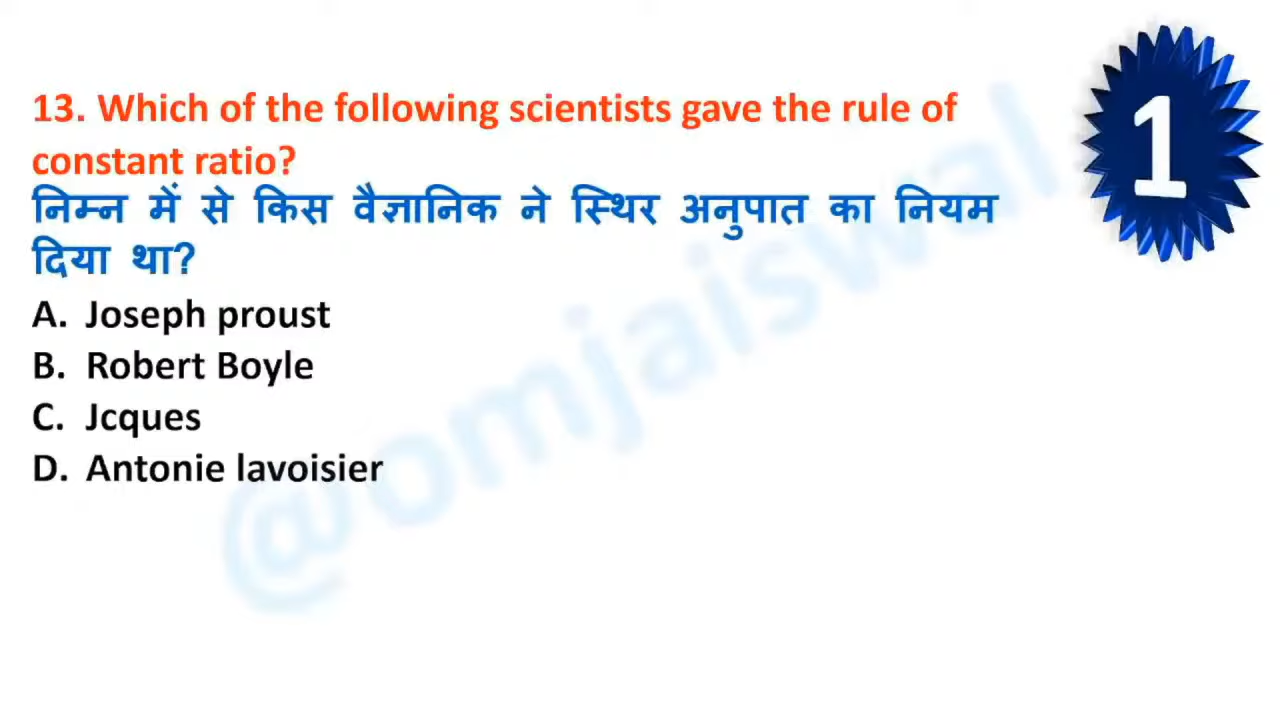 13. Which of the following scientists gave the rule of
constant ratio?
निम्न में से किस वैज्ञानिक ने स्थिर अनुपात का नियम
दिया था?
A. Joseph proust
B. Robert Boyle
C. Jcques
D. Antonie lavoisier
1
@omjaiswal